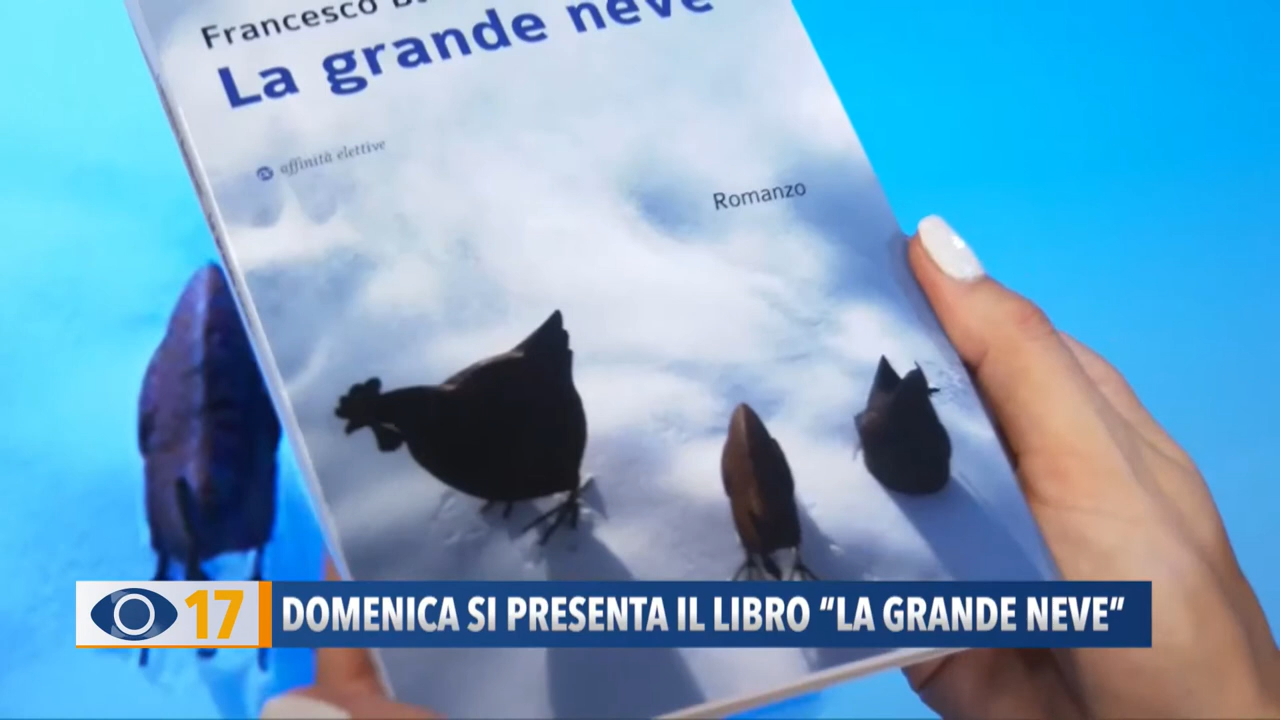 Francesco
La grande neve
affinità elettive
Romanzo
17 DOMENICA SI PRESENTA IL LIBRO “LA GRANDE NEVE”